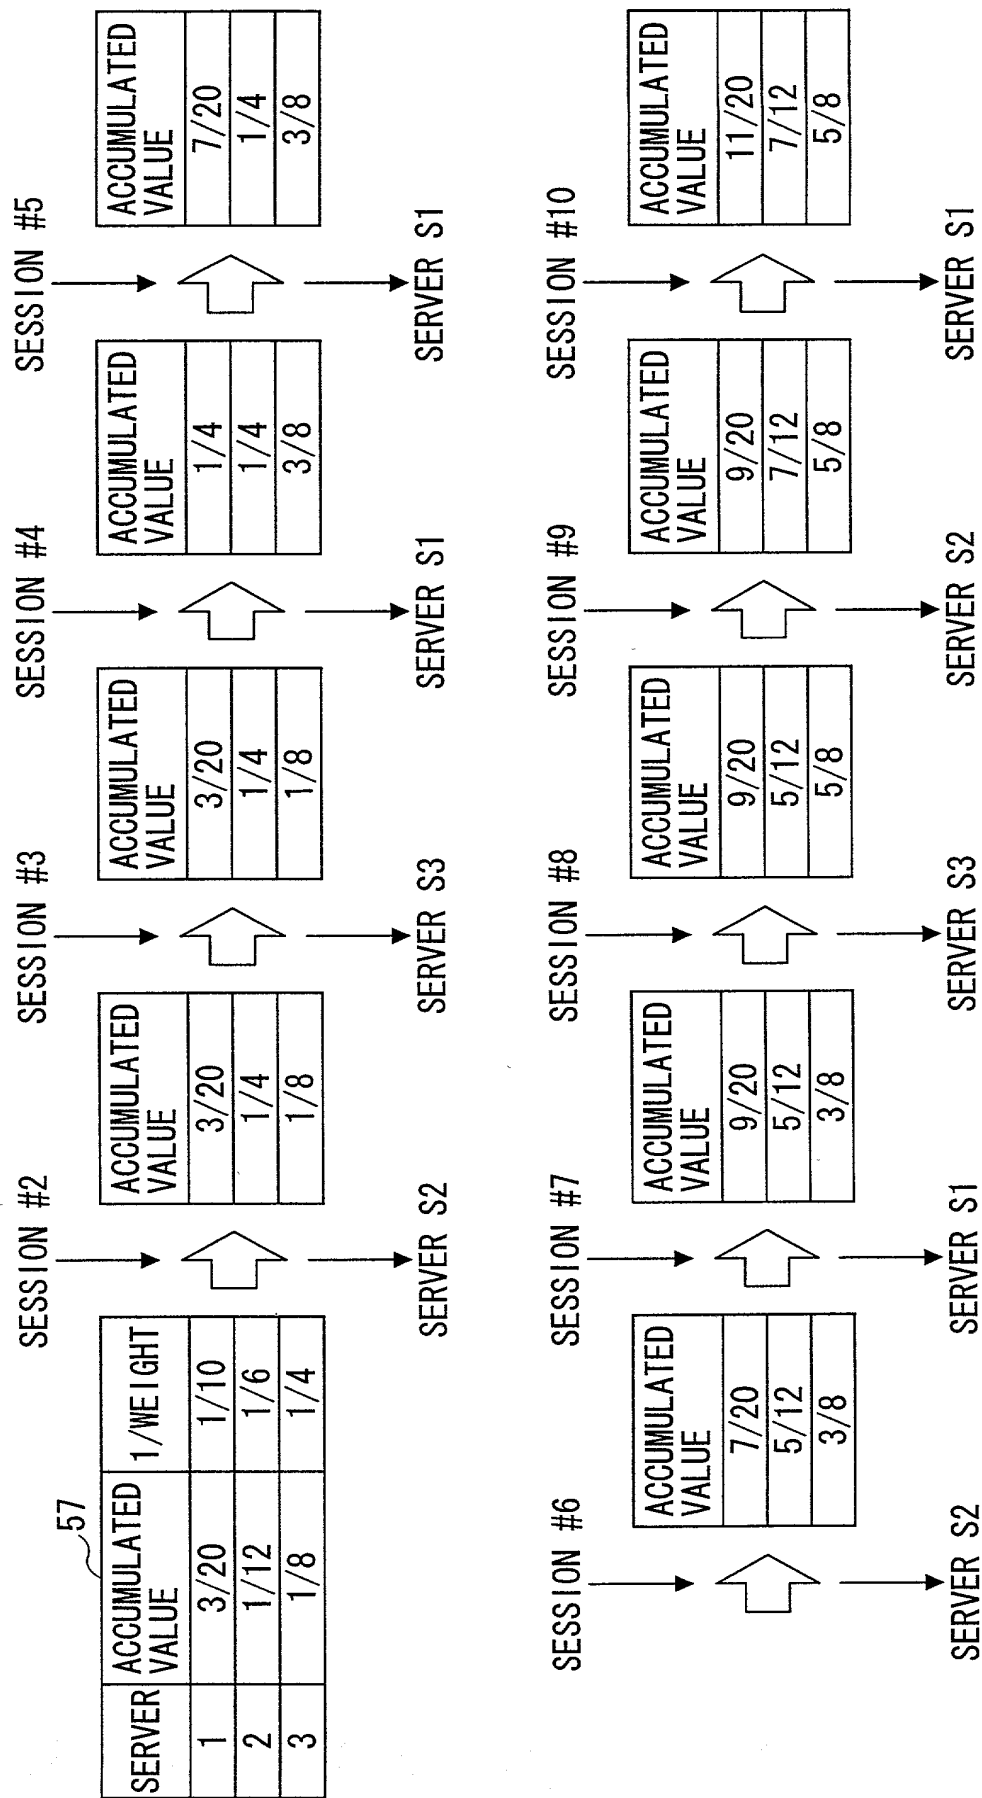 57
SERVER ACCUMULATED VALUE 1/WEIGHT
1 3/20 1/10
2 1/12 1/6
3 1/8 1/4
SESSION #2
SERVER S2
ACCUMULATED
VALUE
3/20
1/4
1/8
SESSION #3
SERVER S3
ACCUMULATED
VALUE
3/20
1/4
1/8
SESSION #4
SERVER S1
ACCUMULATED
VALUE
1/4
1/4
3/8
SESSION #5
SERVER S1
ACCUMULATED
VALUE
7/20
1/4
3/8
SESSION #6
SERVER S2
ACCUMULATED
VALUE
7/20
5/12
3/8
SESSION #7
SERVER S1
ACCUMULATED
VALUE
9/20
5/12
3/8
SESSION #8
SERVER S3
ACCUMULATED
VALUE
9/20
5/12
5/8
SESSION #9
SERVER S2
ACCUMULATED
VALUE
9/20
7/12
5/8
SESSION #10
SERVER S1
ACCUMULATED
VALUE
11/20
7/12
5/8